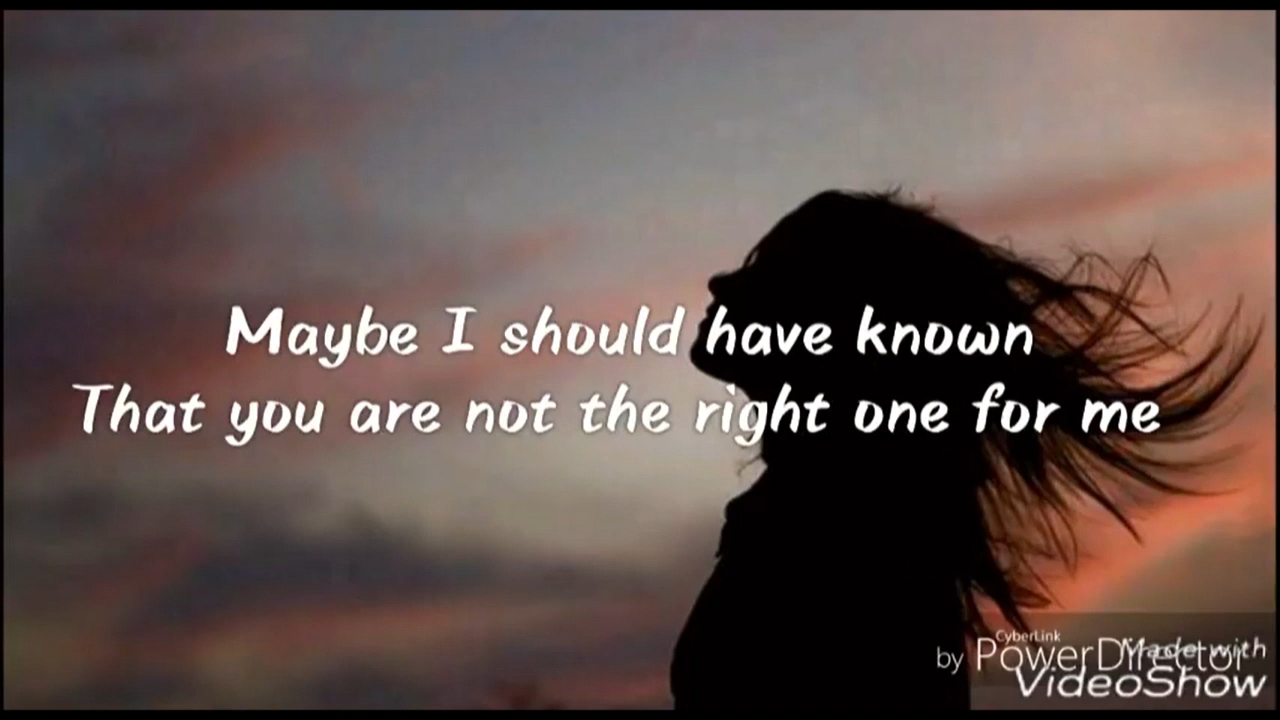 Maybe I should have known
That you are not the right one for me
CyberLink
by PowerDirector
Made with
VideoShow